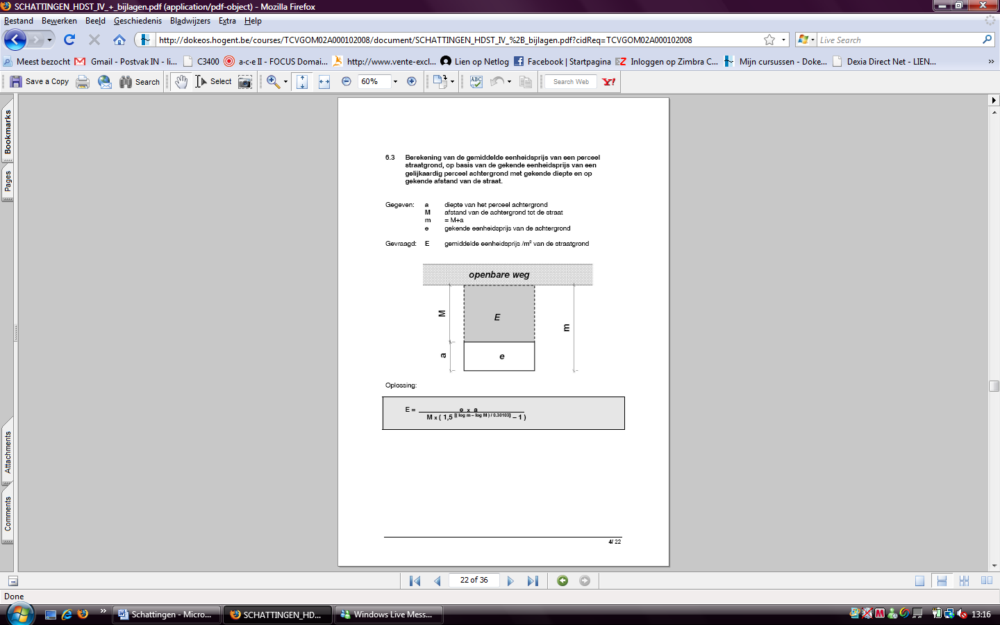 SCHATTINGEN_HDST_IV_+_bijlagen.pdf (application/pdf-object) - Mozilla Firefox
Bestand Bewerken Beeld Geschiedenis Bladwijzers Extra Help
http://dokeos.hogent.be/courses/TCVGOM02A000102008/document/SCHATTINGEN_HDST_IV_%2B_bijlagen.pdf?cidReq=TCVGOM02A000102008
Live Search
Meest bezocht Gmail - Postvak IN - li... C3400 a·c·e II - FOCUS Domai... http://www.vente-excl... Lien op Netlog Facebook | Startpagina Inloggen op Zimbra C... Mijn cursussen - Doke... Dexia Direct Net - LIEN... »
Save a Copy Search Select 60% ABC Search Web Y!
Bookmarks
Pages
Attachments
Comments
6.3 Berekening van de gemiddelde eenheidsprijs van een perceel
straatgrond, op basis van de gekende eenheidsprijs van een
gelijkaardig perceel achtergrond met gekende diepte en op
gekende afstand van de straat.
Gegeven: a diepte van het perceel achtergrond
M afstand van de achtergrond tot de straat
m = M+a
e gekende eenheidsprijs van de achtergrond
Gevraagd: E gemiddelde eenheidsprijs /m² van de straatgrond
openbare weg
M
E
m
a
e
Oplossing:
E = e x a
M x ( 1,5 [( log m – log M ) / 0.30103] – 1 )
4/ 22
22 of 36
Done
» Schattingen - Micro... SCHATTINGEN_HD... Windows Live Mess... 13:16